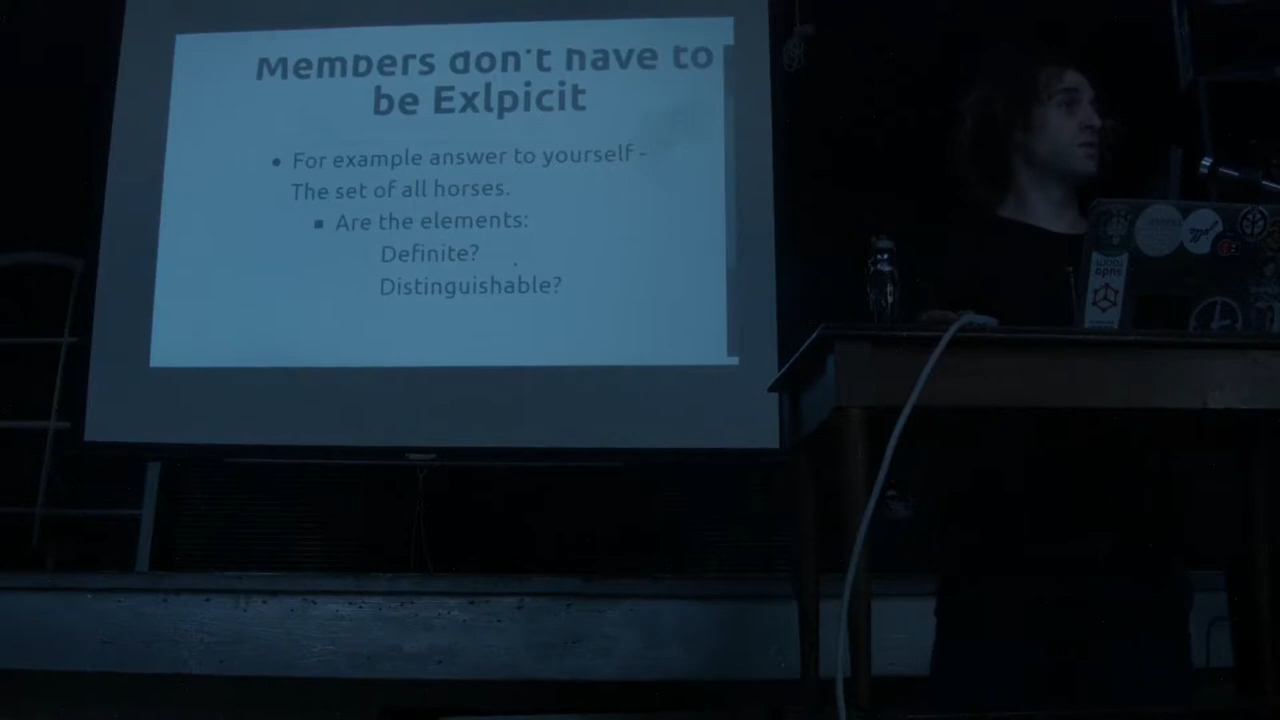 Members don't have to
be Exlpicit
• For example answer to yourself -
The set of all horses.
▪ Are the elements:
Definite?
Distinguishable?